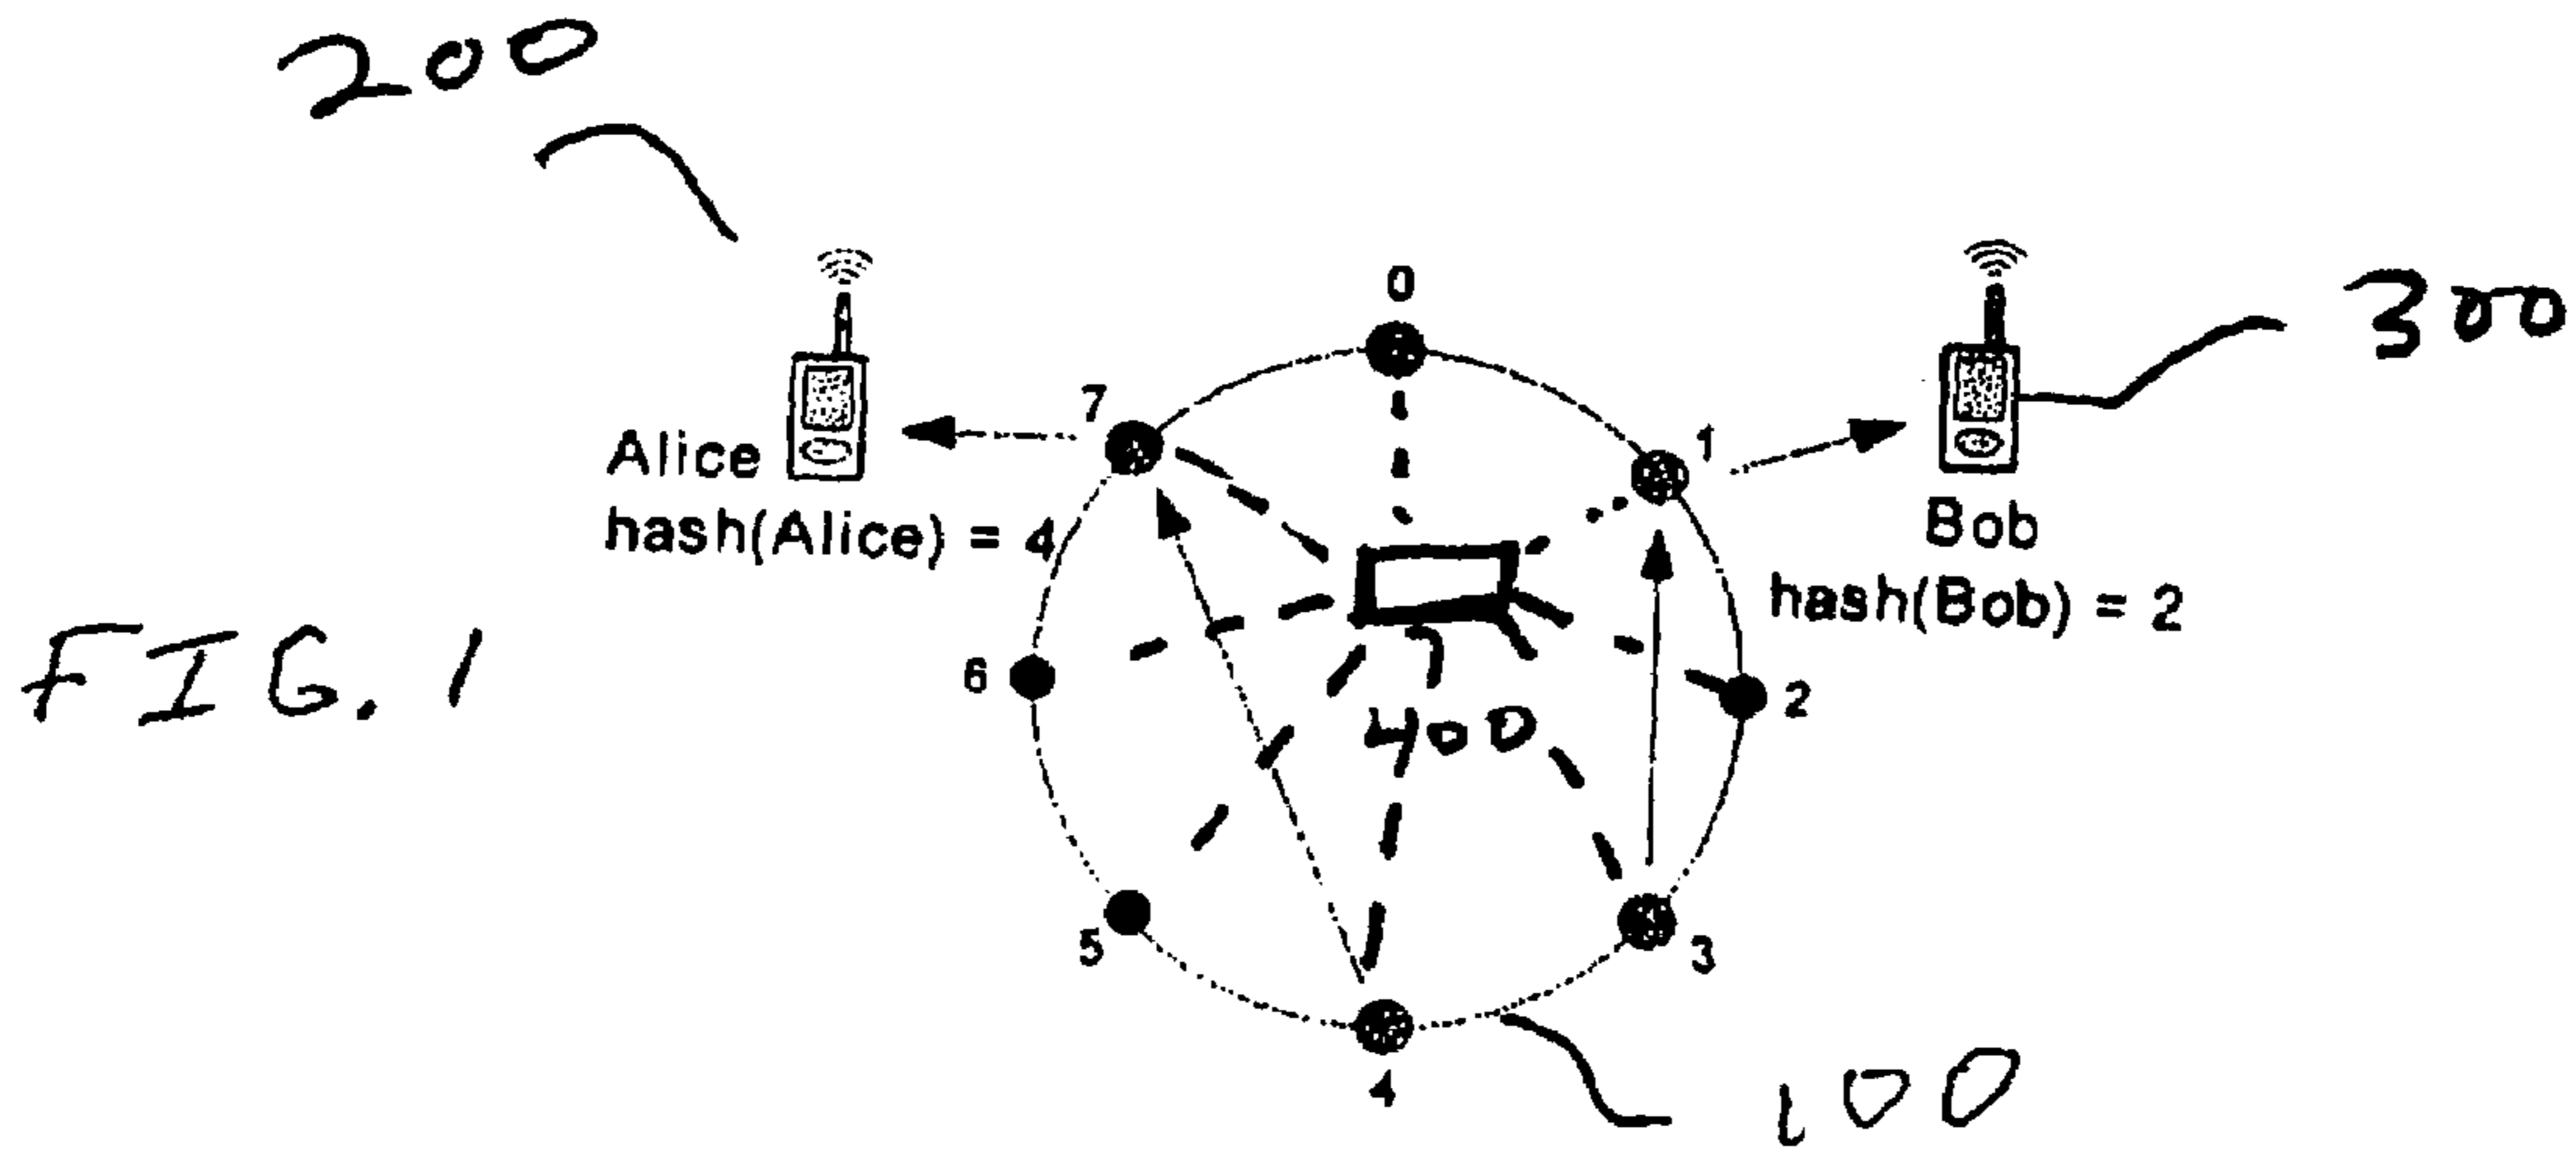 200
300
0
7
1
Alice
hash(Alice) = 4
Bob
hash(Bob) = 2
FIG. 1
6
2
400
5
3
4
100